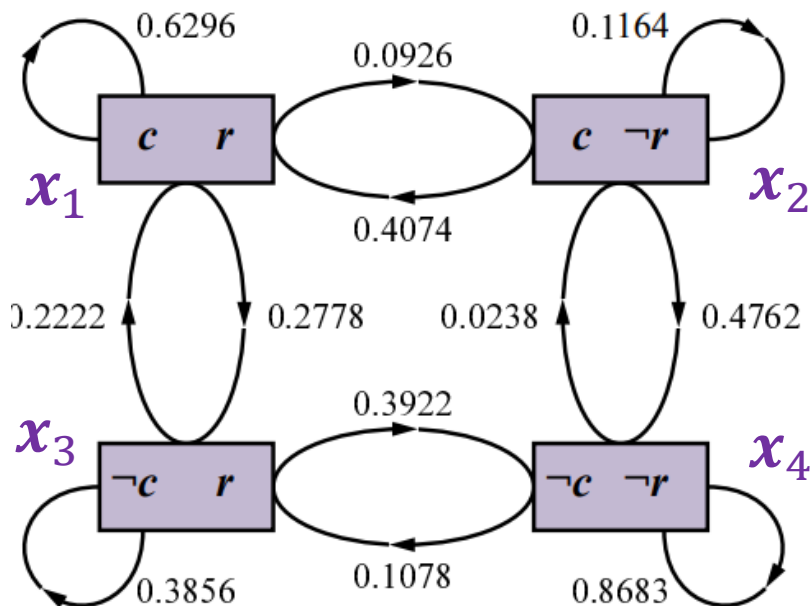 0.6296
0.0926
0.1164
c r
c ¬r
x₁
x₂
0.4074
0.2222
0.2778
0.0238
0.4762
0.3922
x₃
x₄
¬c r
¬c ¬r
0.3856
0.1078
0.8683